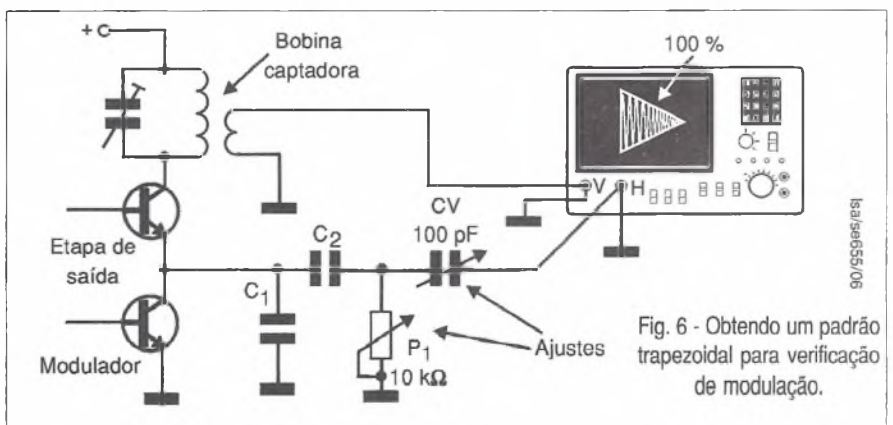 +
Bobina
captadora
100 %
V
H
CV
100 pF
Etapa de
saída
C2
C1
Modulador
P1
10 kΩ
Ajustes
lsa/se655/06
Fig. 6 - Obtendo um padrão
trapezoidal para verificação
de modulação.